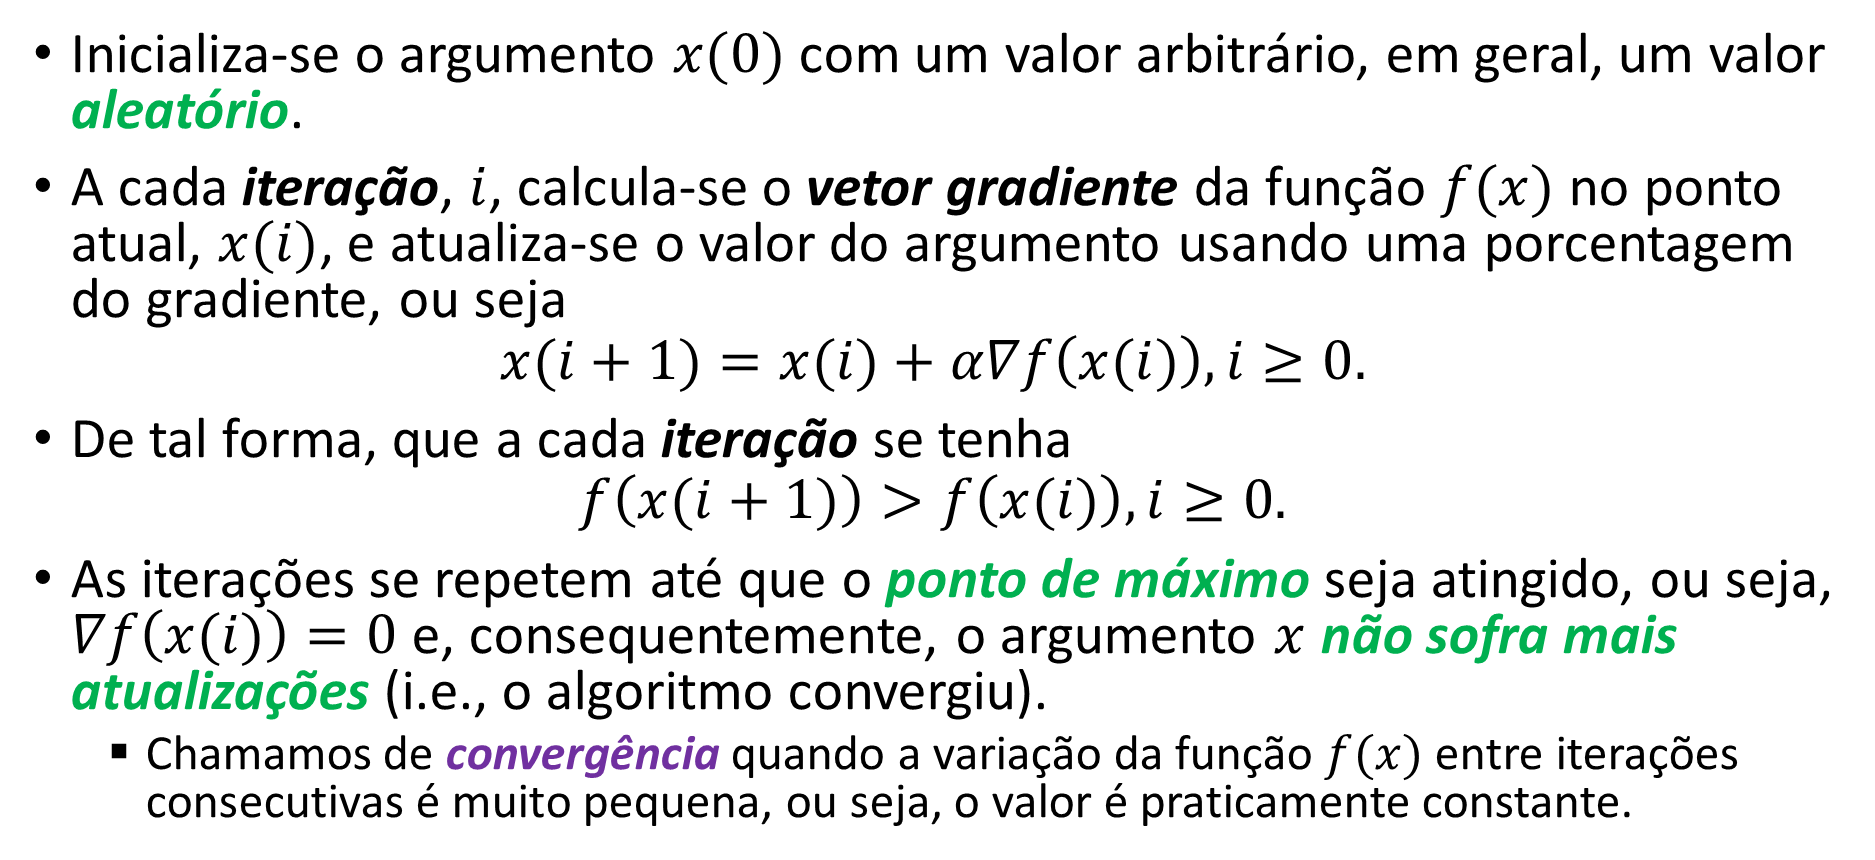 • Inicializa-se o argumento x(0) com um valor arbitrário, em geral, um valor
aleatório.
• A cada iteração, i, calcula-se o vetor gradiente da função f(x) no ponto
atual, x(i), e atualiza-se o valor do argumento usando uma porcentagem
do gradiente, ou seja
x(i + 1) = x(i) + α∇f(x(i)), i ≥ 0.
• De tal forma, que a cada iteração se tenha
f(x(i + 1)) > f(x(i)), i ≥ 0.
• As iterações se repetem até que o ponto de máximo seja atingido, ou seja,
∇f(x(i)) = 0 e, consequentemente, o argumento x não sofra mais
atualizações (i.e., o algoritmo convergiu).
▪ Chamamos de convergência quando a variação da função f(x) entre iterações
consecutivas é muito pequena, ou seja, o valor é praticamente constante.